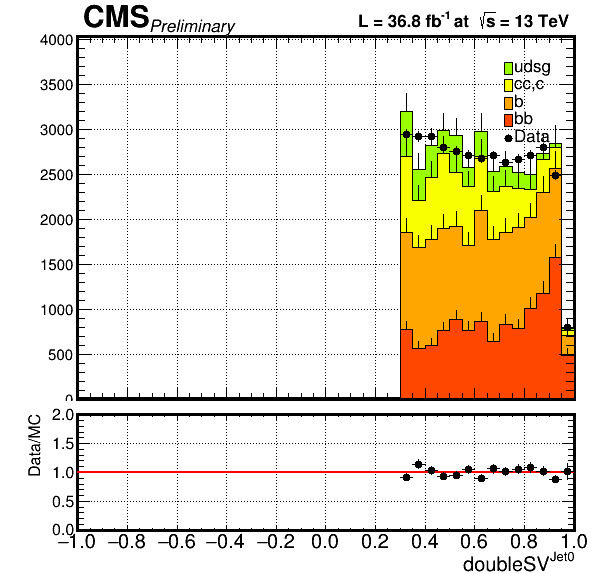 CMS Preliminary L = 36.8 fb⁻¹ at √s = 13 TeV
4000
3500
3000
2500
2000
1500
1000
500
0
udsg
cc,c
b
bb
Data
Data/MC
2.0
1.5
1.0
0.5
0.0
−1.0 −0.8 −0.6 −0.4 −0.2 0.0 0.2 0.4 0.6 0.8 1.0
doubleSV^Jet0